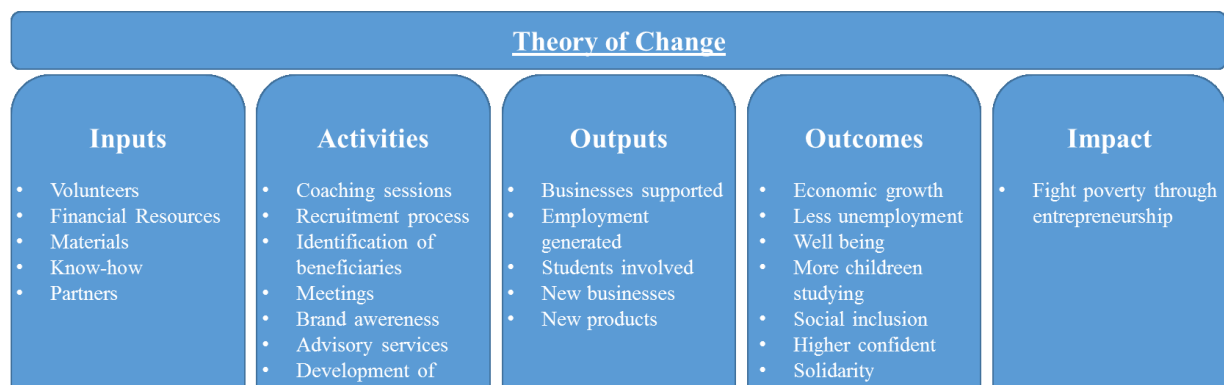 Theory of Change
Inputs
• Volunteers
• Financial Resources
• Materials
• Know-how
• Partners
Activities
• Coaching sessions
• Recruitment process
• Identification of
beneficiaries
• Meetings
• Brand awereness
• Advisory services
• Development of
Outputs
• Businesses supported
• Employment
generated
• Students involved
• New businesses
• New products
Outcomes
• Economic growth
• Less unemployment
• Well being
• More childreen
studying
• Social inclusion
• Higher confident
• Solidarity
Impact
• Fight poverty through
entrepreneurship